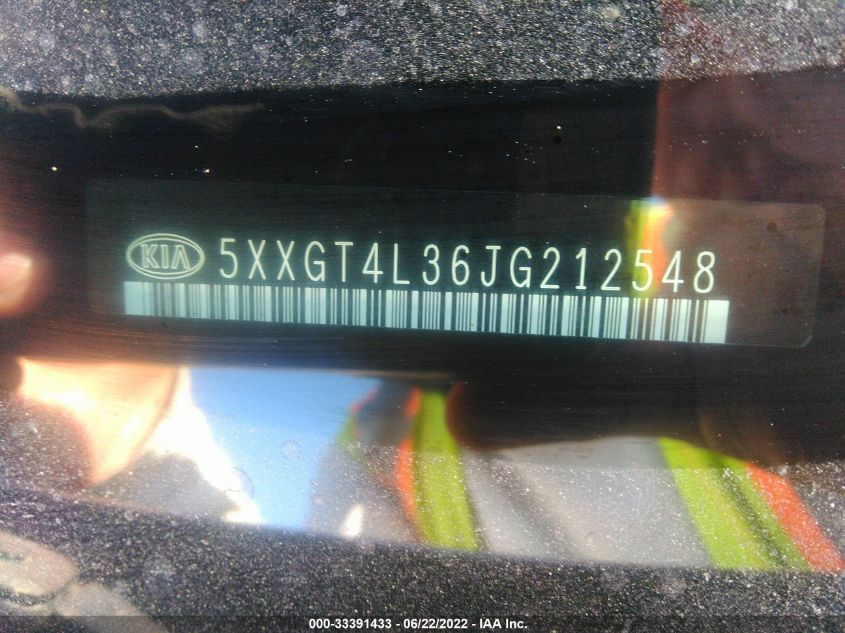 KIA 5XXGT4L36JG212548
000-33391433 - 06/22/2022 - IAA Inc.